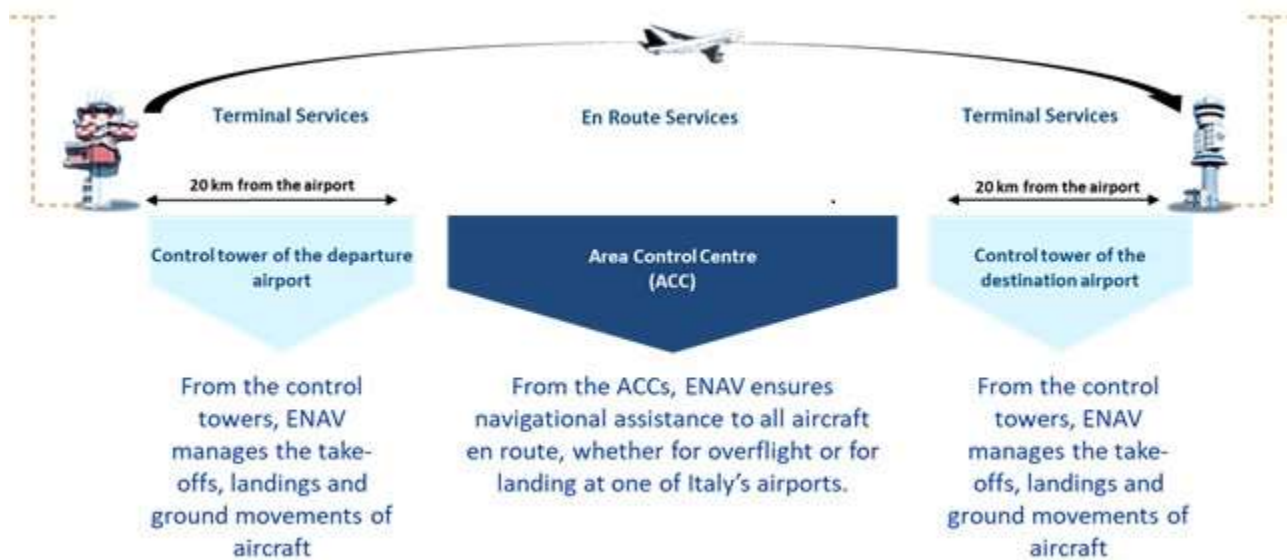 Terminal Services
En Route Services
Terminal Services
20 km from the airport
20 km from the airport
Control tower of the departure
airport
Area Control Centre
(ACC)
Control tower of the
destination airport
From the control
towers, ENAV
manages the take-
offs, landings and
ground movements of
aircraft
From the ACCs, ENAV ensures
navigational assistance to all aircraft
en route, whether for overflight or for
landing at one of Italy's airports.
From the control
towers, ENAV
manages the take-
offs, landings and
ground movements of
aircraft